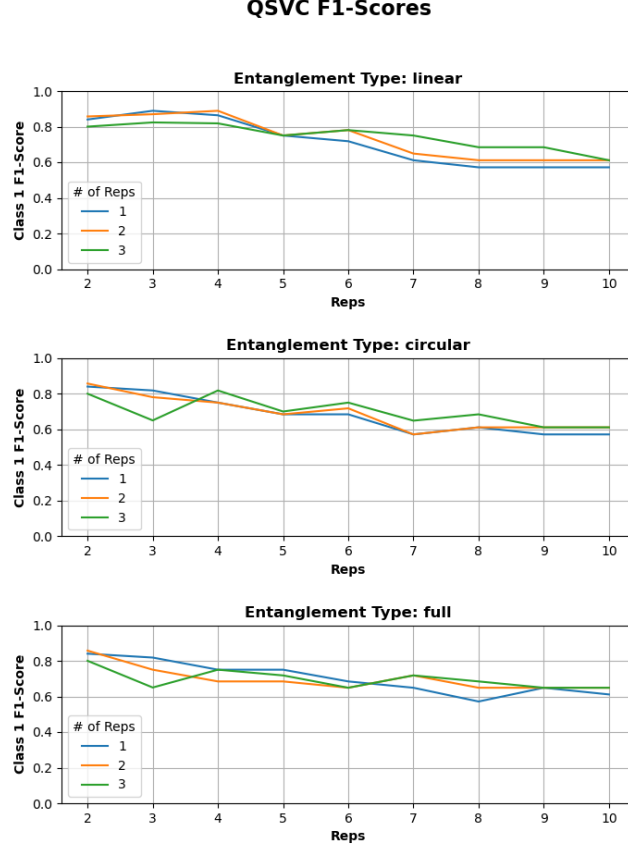 QSVC F1-Scores
Entanglement Type: linear
Class 1 F1-Score
1.0
0.8
0.6
0.4
0.2
0.0
# of Reps
1
2
3
2 3 4 5 6 7 8 9 10
Reps
Entanglement Type: circular
Class 1 F1-Score
1.0
0.8
0.6
0.4
0.2
0.0
# of Reps
1
2
3
2 3 4 5 6 7 8 9 10
Reps
Entanglement Type: full
Class 1 F1-Score
1.0
0.8
0.6
0.4
0.2
0.0
# of Reps
1
2
3
2 3 4 5 6 7 8 9 10
Reps